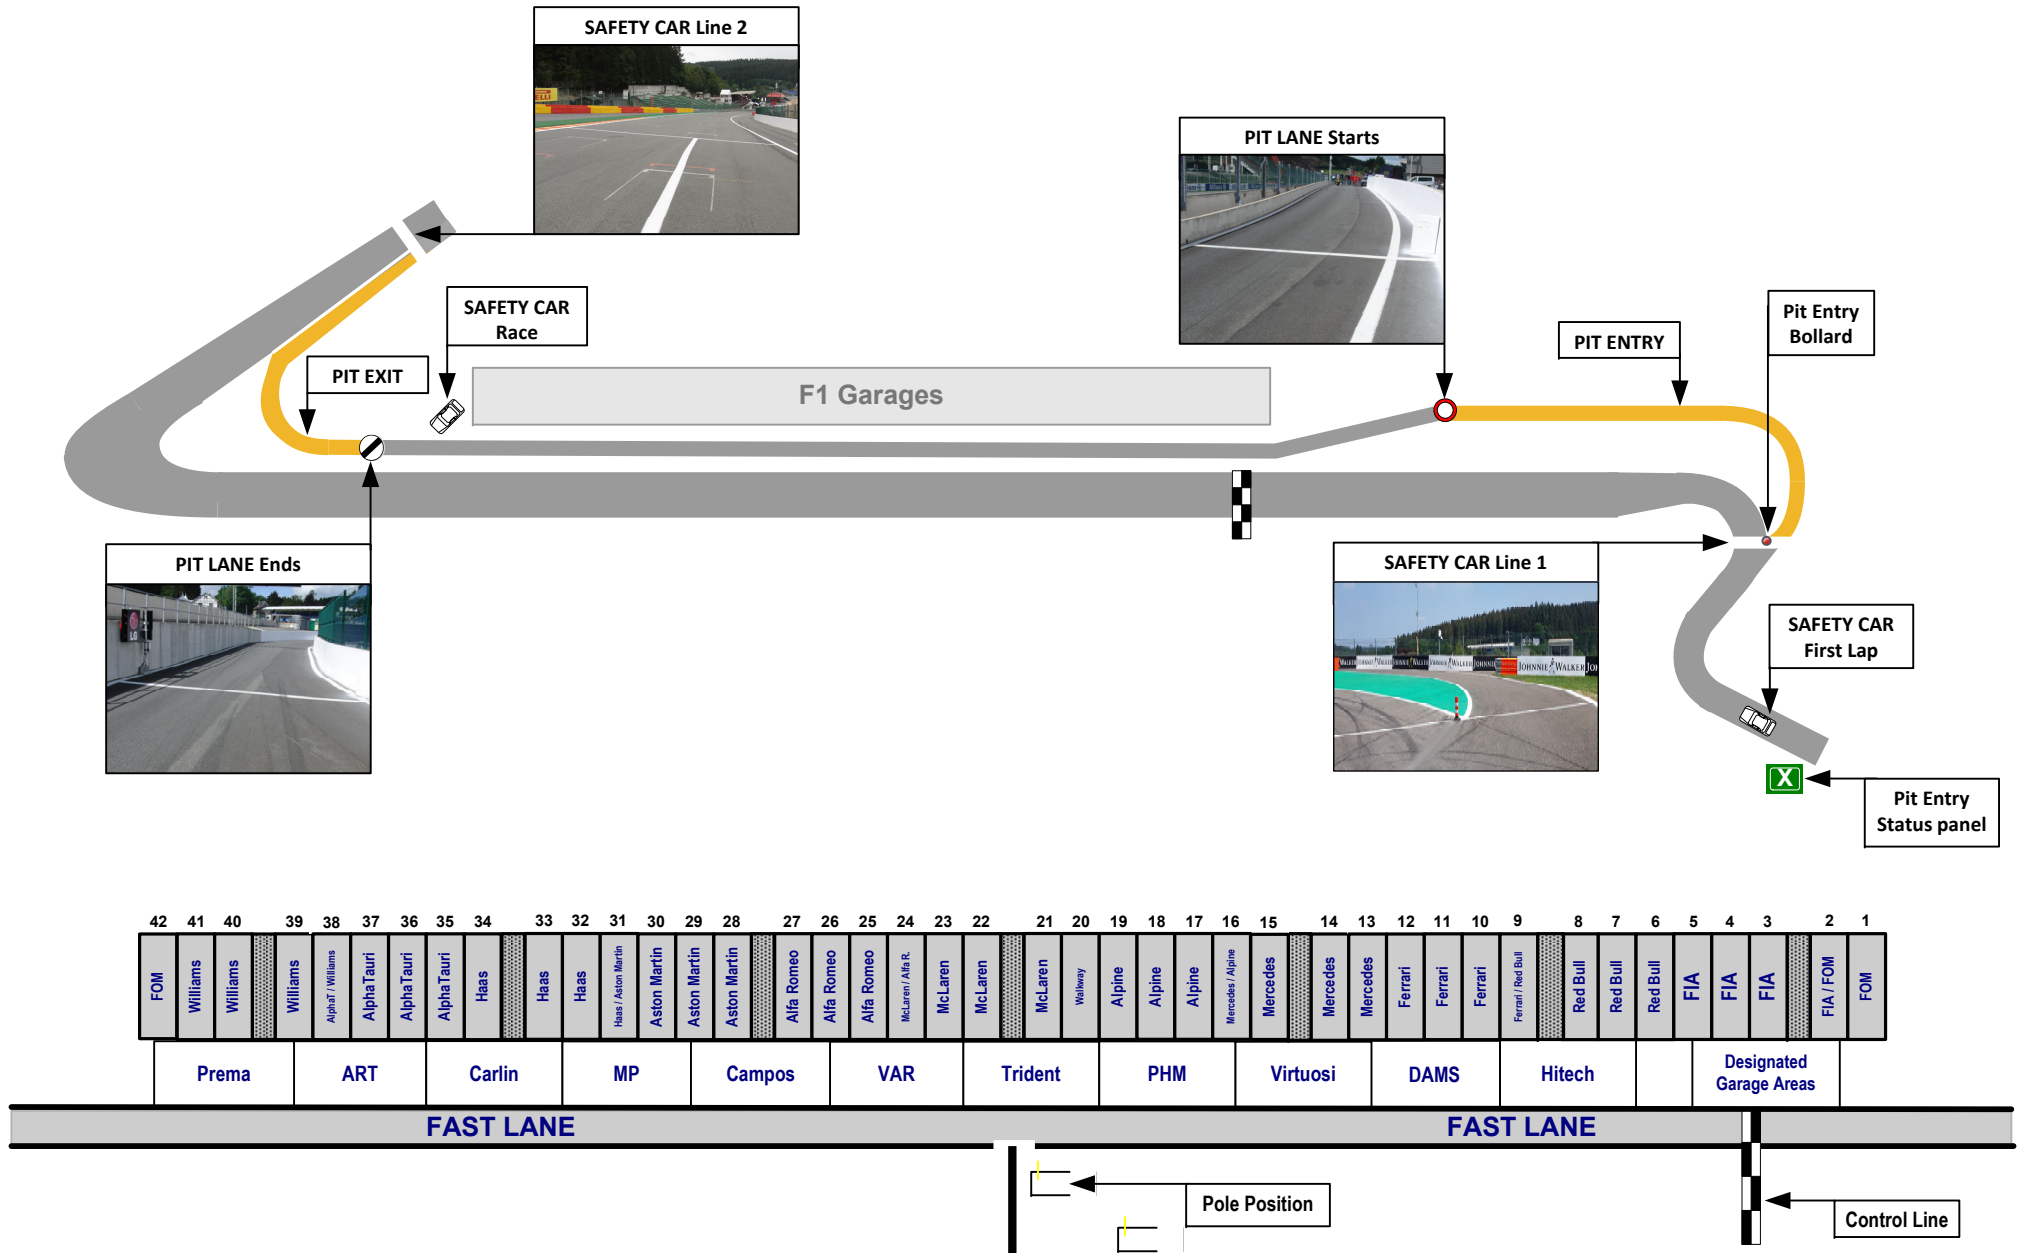 SAFETY CAR Line 2
ELLI
PIT LANE Starts
SAFETY CAR
Race
Pit Entry
Bollard
PIT ENTRY
PIT EXIT
F1 Garages
PIT LANE Ends
LG
SAFETY CAR Line 1
JOHNNIE WALKER
SAFETY CAR
First Lap
X
Pit Entry
Status panel
42 41 40 39 38 37 36 35 34 33 32 31 30 29 28 27 26 25 24 23 22 21 20 19 18 17 16 15 14 13 12 11 10 9 8 7 6 5 4 3 2 1
FOM
Williams
Williams
Williams
AlphaT / Williams
AlphaTauri
AlphaTauri
AlphaTauri
Haas
Haas
Haas
Haas / Aston Martin
Aston Martin
Aston Martin
Aston Martin
Alfa Romeo
Alfa Romeo
Alfa Romeo
McLaren / Alfa R.
McLaren
McLaren
McLaren
Walkway
Alpine
Alpine
Alpine
Mercedes / Alpine
Mercedes
Mercedes
Mercedes
Ferrari
Ferrari
Ferrari
Ferrari / Red Bull
Red Bull
Red Bull
Red Bull
FIA
FIA
FIA
FIA / FOM
FOM
Prema ART Carlin MP Campos VAR Trident PHM Virtuosi DAMS Hitech
Designated
Garage Areas
FAST LANE FAST LANE
Pole Position
Control Line